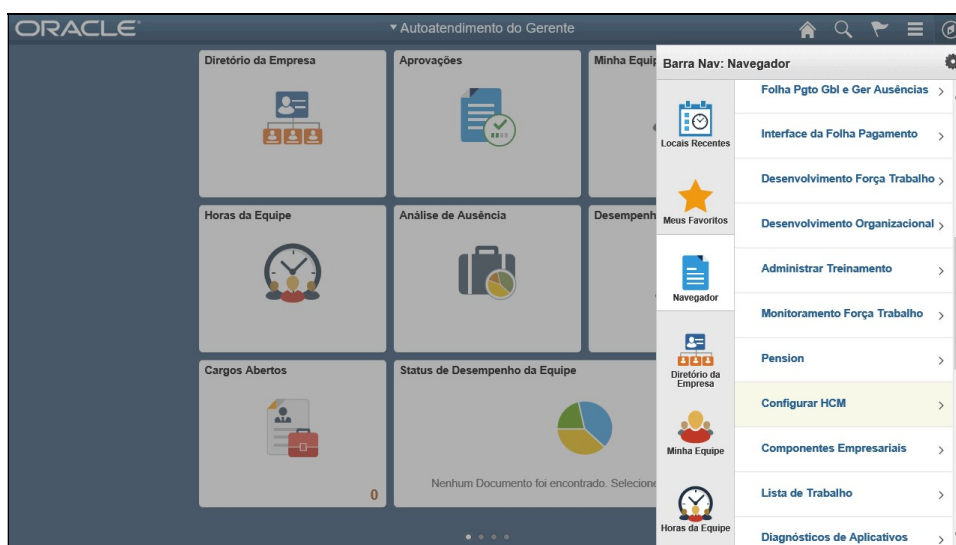 ORACLE
Autoatendimento do Gerente
Diretório da Empresa
Aprovações
Minha Equip
Horas da Equipe
Análise de Ausência
Desempenh
Cargos Abertos
0
Status de Desempenho da Equipe
Nenhum Documento foi encontrado. Selecione
Barra Nav: Navegador
Locais Recentes
Meus Favoritos
Navegador
Diretório da
Empresa
Minha Equipe
Horas da Equipe
Folha Pgto Gbl e Ger Ausências
Interface da Folha Pagamento
Desenvolvimento Força Trabalho
Desenvolvimento Organizacional
Administrar Treinamento
Monitoramento Força Trabalho
Pension
Configurar HCM
Componentes Empresariais
Lista de Trabalho
Diagnósticos de Aplicativos